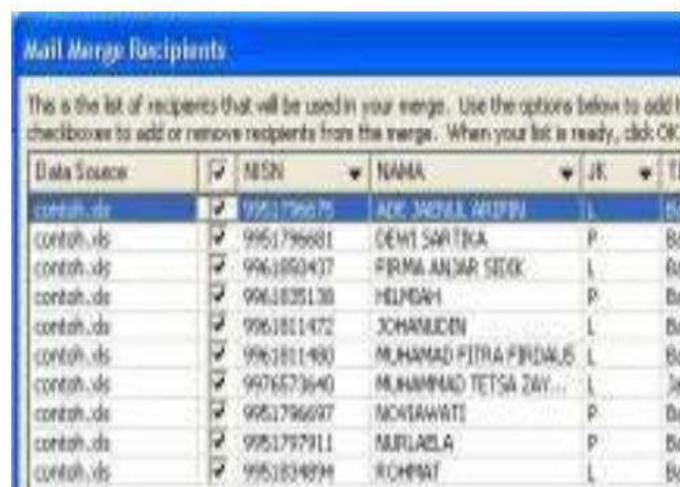 Mail Merge Recipients
This is the list of recipients that will be used in your merge. Use the options below to add
checkboxes to add or remove recipients from the merge. When your list is ready, click OK
Data Source NISN NAMA JK
contoh.xls 9951796675 ADE JAENUL ARIFIN L
contoh.xls 9951796681 DEWI SARTIKA P
contoh.xls 9961850437 FIRMA ANJAR SIDIK L
contoh.xls 9961835138 HILMIAH P
contoh.xls 9961811472 JOHANUDIN L
contoh.xls 9961811480 MUHAMAD FITRA FIRDAUS L
contoh.xls 9976573640 MUHAMMAD TETSA ZAY... L
contoh.xls 9951796697 NOVIAWATI P
contoh.xls 9951797911 NURLAELA P
contoh.xls 9951834894 ROHMAT L